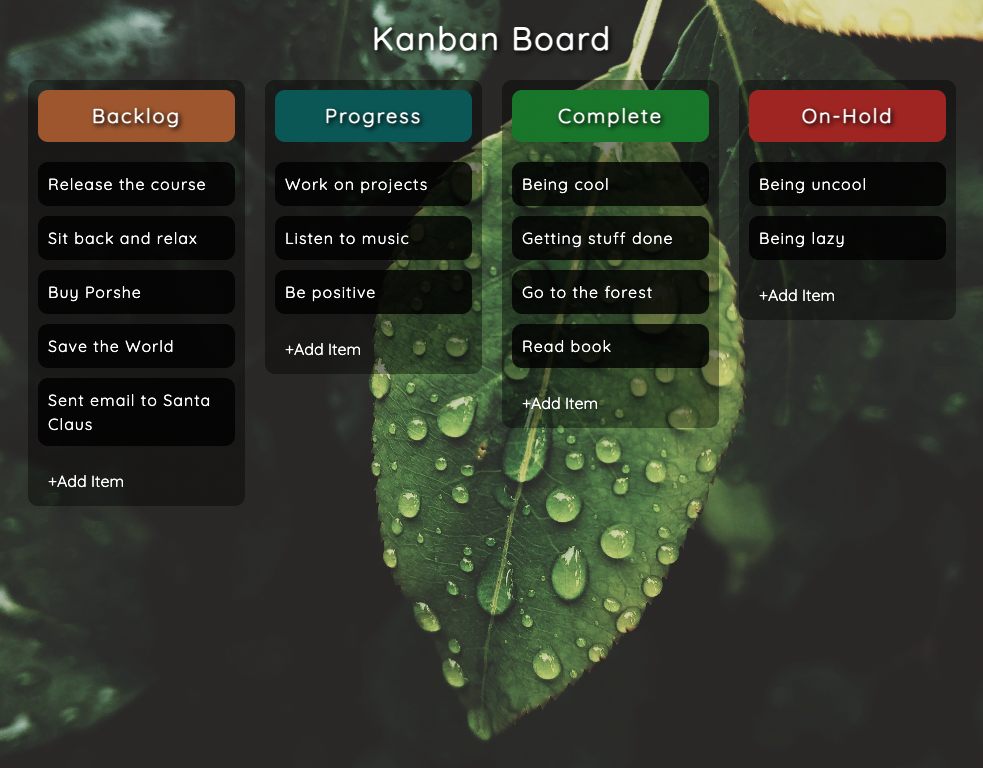 Kanban Board
Backlog
Release the course
Sit back and relax
Buy Porshe
Save the World
Sent email to Santa
Claus
+Add Item
Progress
Work on projects
Listen to music
Be positive
+Add Item
Complete
Being cool
Getting stuff done
Go to the forest
Read book
+Add Item
On-Hold
Being uncool
Being lazy
+Add Item